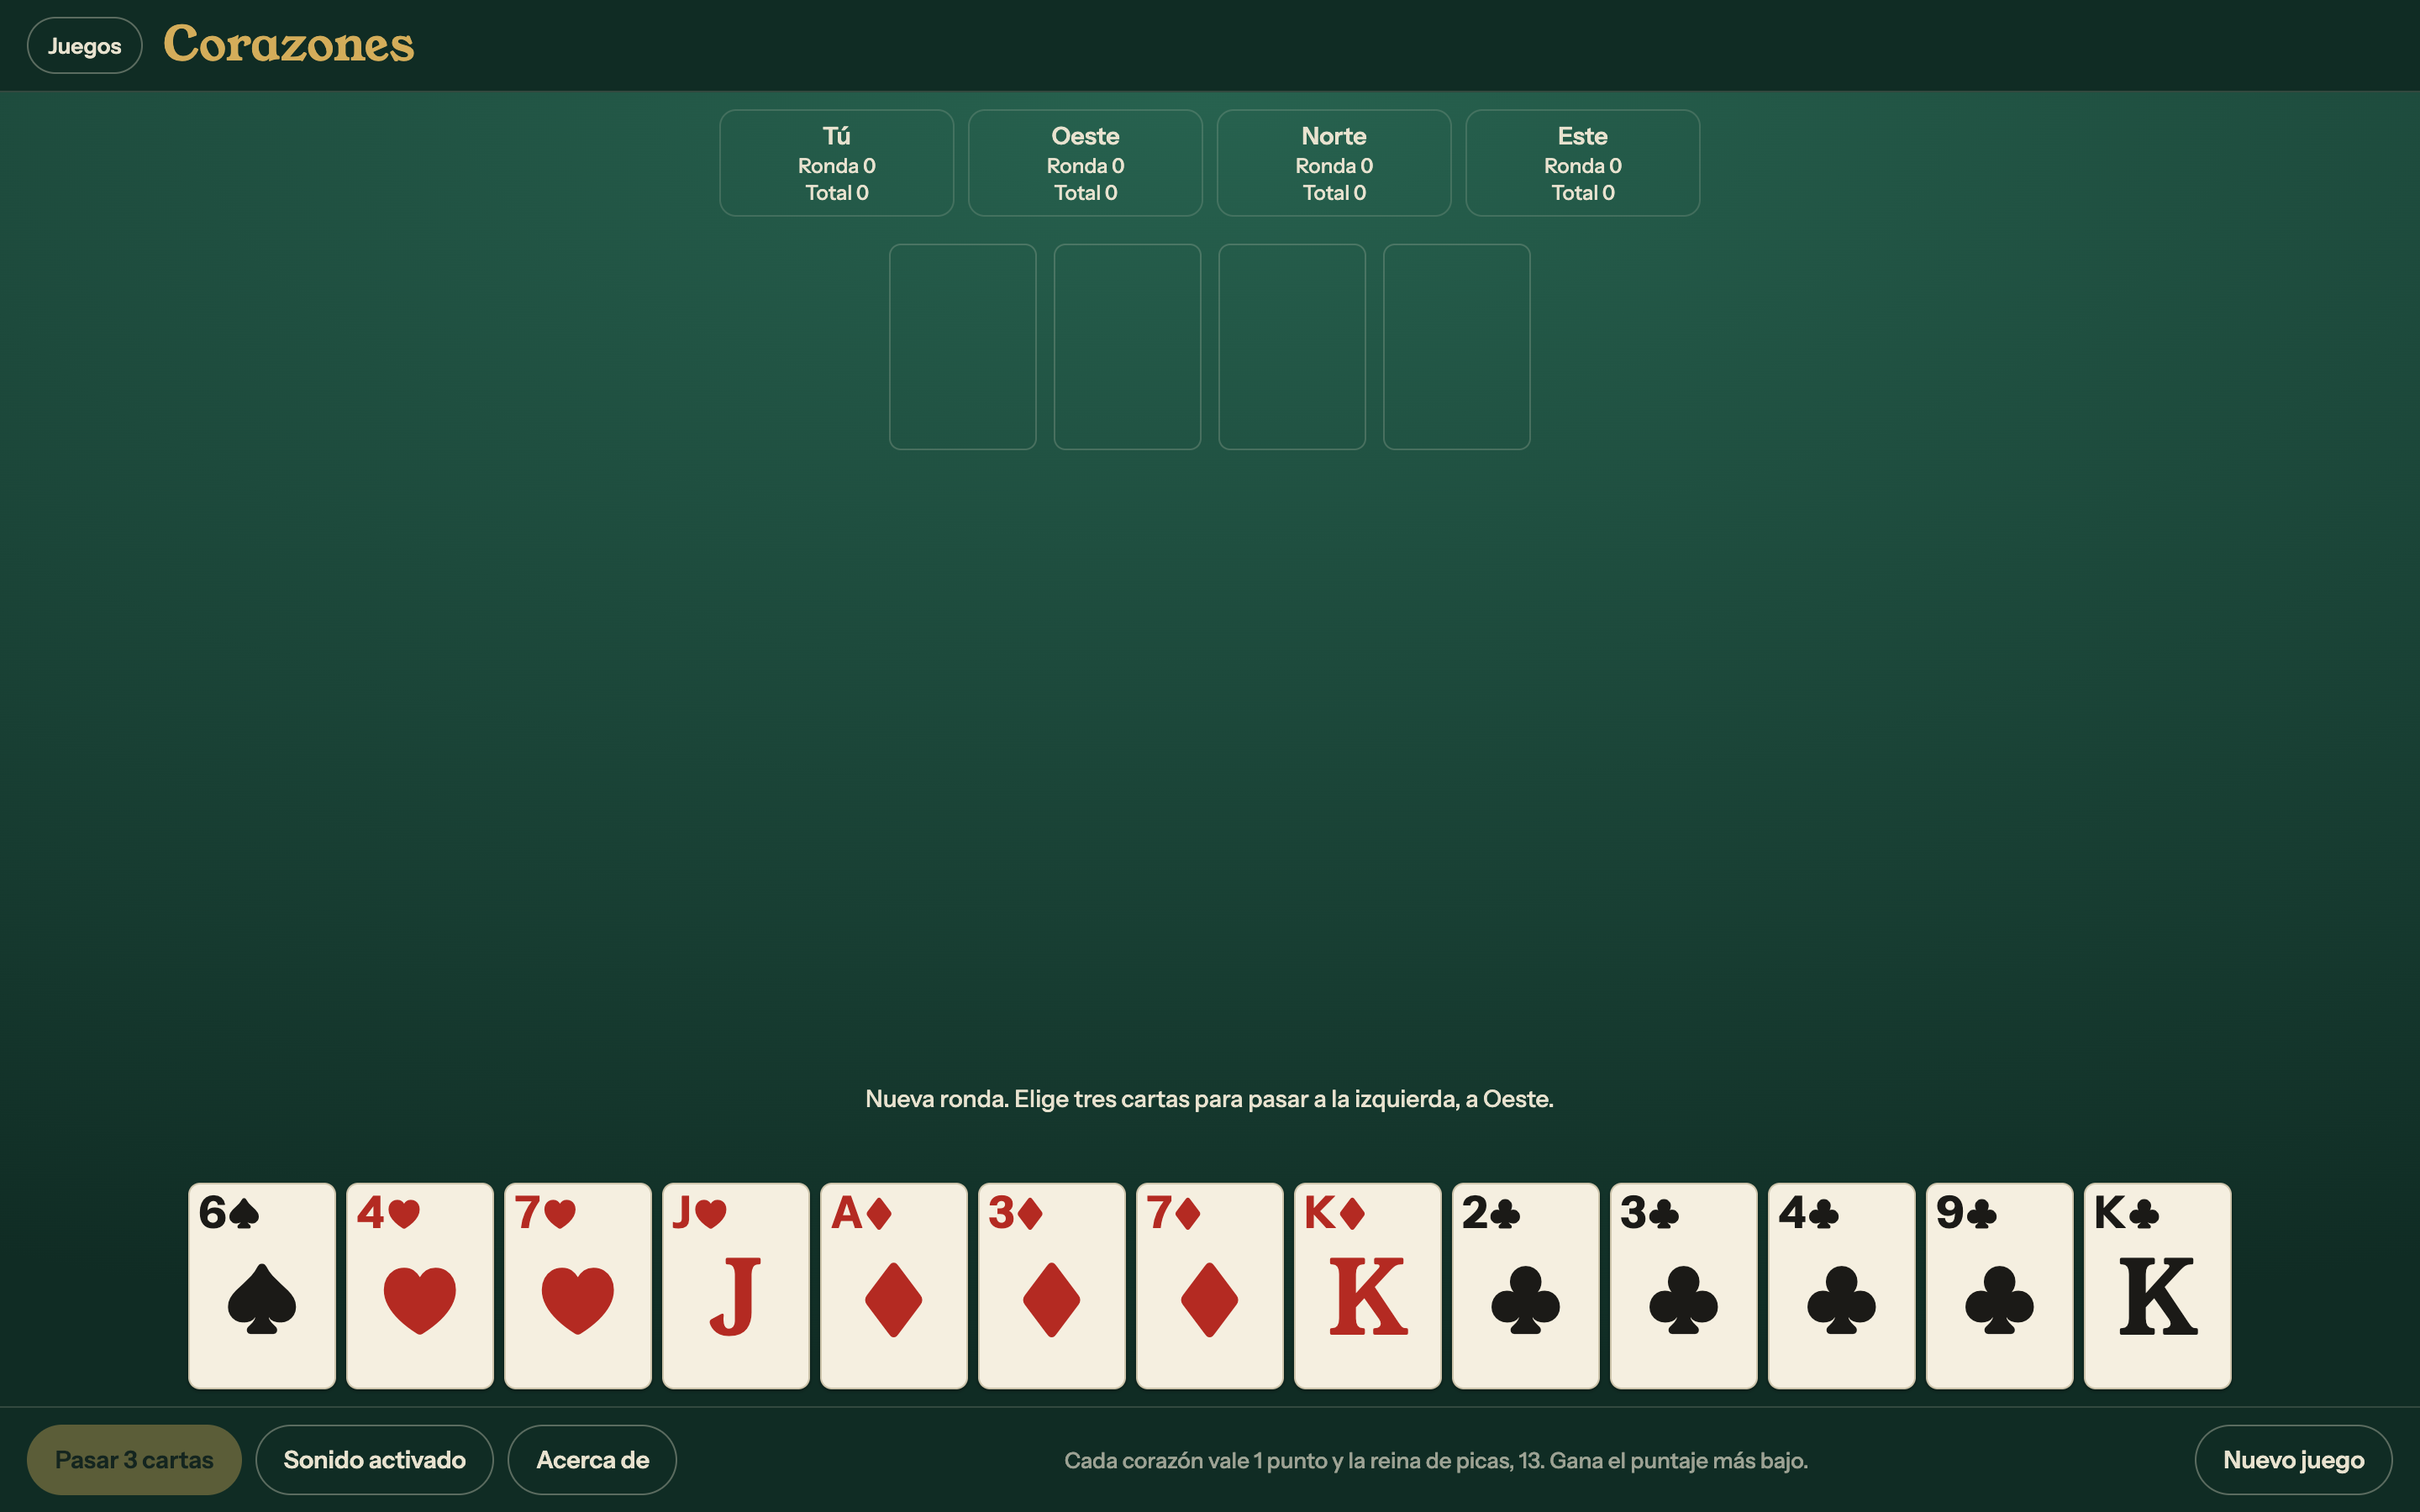 Juegos
Corazones
Tú
Ronda 0
Total 0
Oeste
Ronda 0
Total 0
Norte
Ronda 0
Total 0
Este
Ronda 0
Total 0
Nueva ronda. Elige tres cartas para pasar a la izquierda, a Oeste.
6♠
4♥
7♥
J♥
J
A♦
3♦
7♦
K♦
K
2♣
3♣
4♣
9♣
K♣
K
Pasar 3 cartas
Sonido activado
Acerca de
Cada corazón vale 1 punto y la reina de picas, 13. Gana el puntaje más bajo.
Nuevo juego